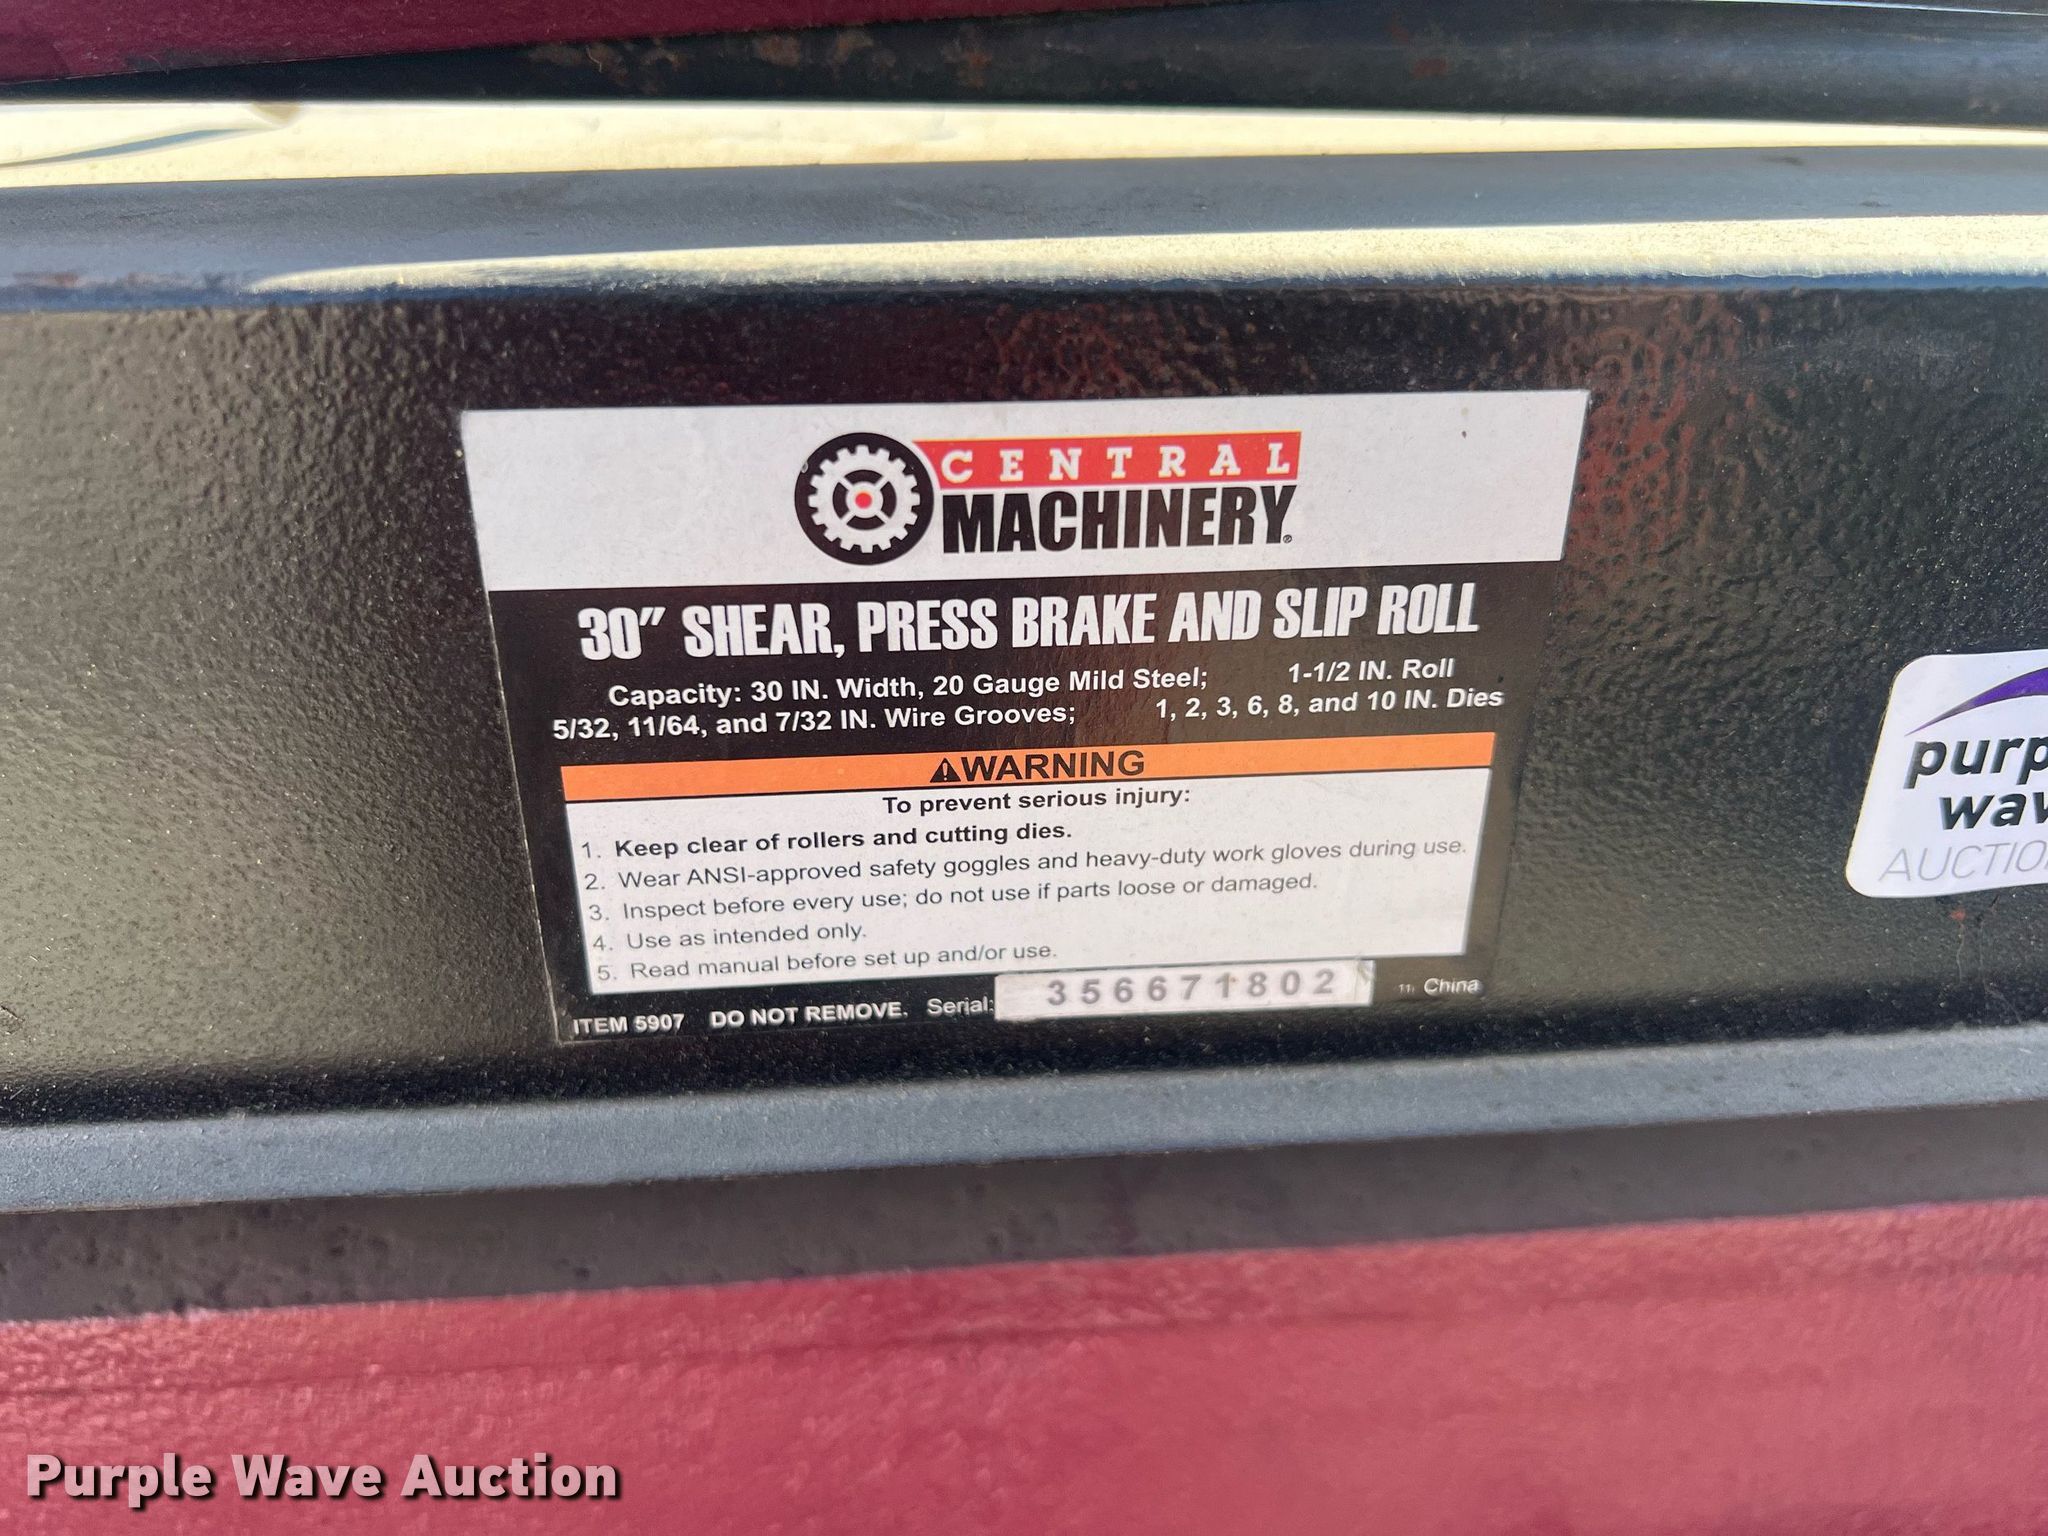 CENTRAL
MACHINERY®
30" SHEAR, PRESS BRAKE AND SLIP ROLL
Capacity: 30 IN. Width, 20 Gauge Mild Steel; 1-1/2 IN. Roll
5/32, 11/64, and 7/32 IN. Wire Grooves; 1, 2, 3, 6, 8, and 10 IN. Dies
⚠WARNING
To prevent serious injury:
1. Keep clear of rollers and cutting dies.
2. Wear ANSI-approved safety goggles and heavy-duty work gloves during use.
3. Inspect before every use; do not use if parts loose or damaged.
4. Use as intended only.
5. Read manual before set up and/or use.
ITEM 5907 DO NOT REMOVE. Serial: 356671802 China
purp
wav
AUCTIO
Purple Wave Auction